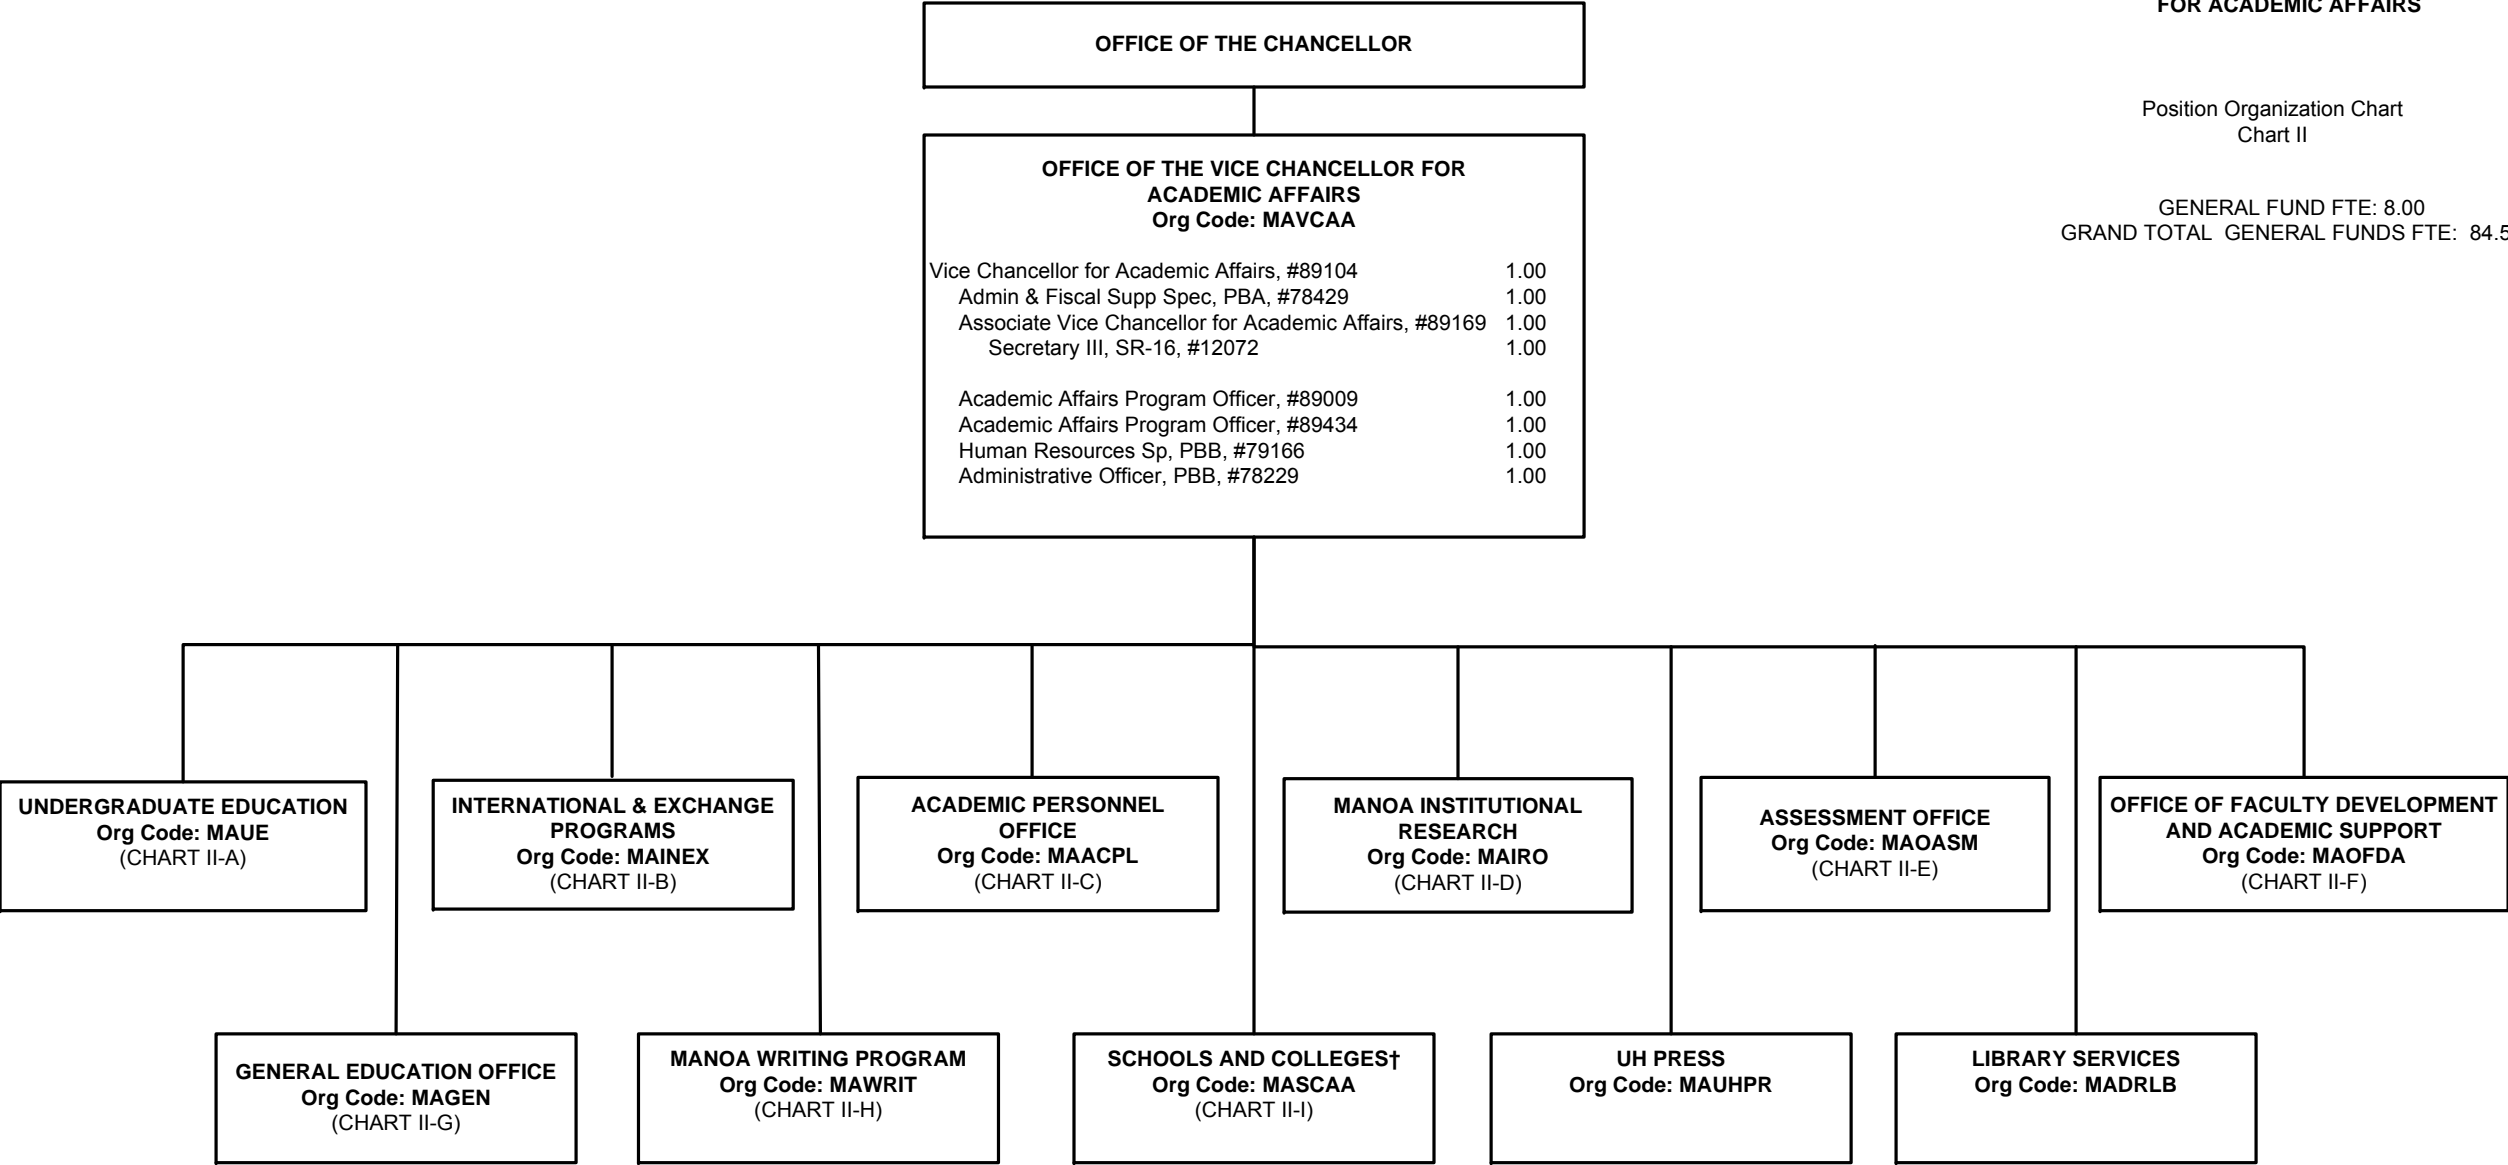 FOR ACADEMIC AFFAIRS
OFFICE OF THE CHANCELLOR
Position Organization Chart
Chart II
GENERAL FUND FTE: 8.00
GRAND TOTAL GENERAL FUNDS FTE: 84.5
OFFICE OF THE VICE CHANCELLOR FOR
ACADEMIC AFFAIRS
Org Code: MAVCAA
Vice Chancellor for Academic Affairs, #89104 1.00
Admin & Fiscal Supp Spec, PBA, #78429 1.00
Associate Vice Chancellor for Academic Affairs, #89169 1.00
Secretary III, SR-16, #12072 1.00
Academic Affairs Program Officer, #89009 1.00
Academic Affairs Program Officer, #89434 1.00
Human Resources Sp, PBB, #79166 1.00
Administrative Officer, PBB, #78229 1.00
UNDERGRADUATE EDUCATION
Org Code: MAUE
(CHART II-A)
INTERNATIONAL & EXCHANGE
PROGRAMS
Org Code: MAINEX
(CHART II-B)
ACADEMIC PERSONNEL
OFFICE
Org Code: MAACPL
(CHART II-C)
MANOA INSTITUTIONAL
RESEARCH
Org Code: MAIRO
(CHART II-D)
ASSESSMENT OFFICE
Org Code: MAOASM
(CHART II-E)
OFFICE OF FACULTY DEVELOPMENT
AND ACADEMIC SUPPORT
Org Code: MAOFDA
(CHART II-F)
GENERAL EDUCATION OFFICE
Org Code: MAGEN
(CHART II-G)
MANOA WRITING PROGRAM
Org Code: MAWRIT
(CHART II-H)
SCHOOLS AND COLLEGES†
Org Code: MASCAA
(CHART II-I)
UH PRESS
Org Code: MAUHPR
LIBRARY SERVICES
Org Code: MADRLB